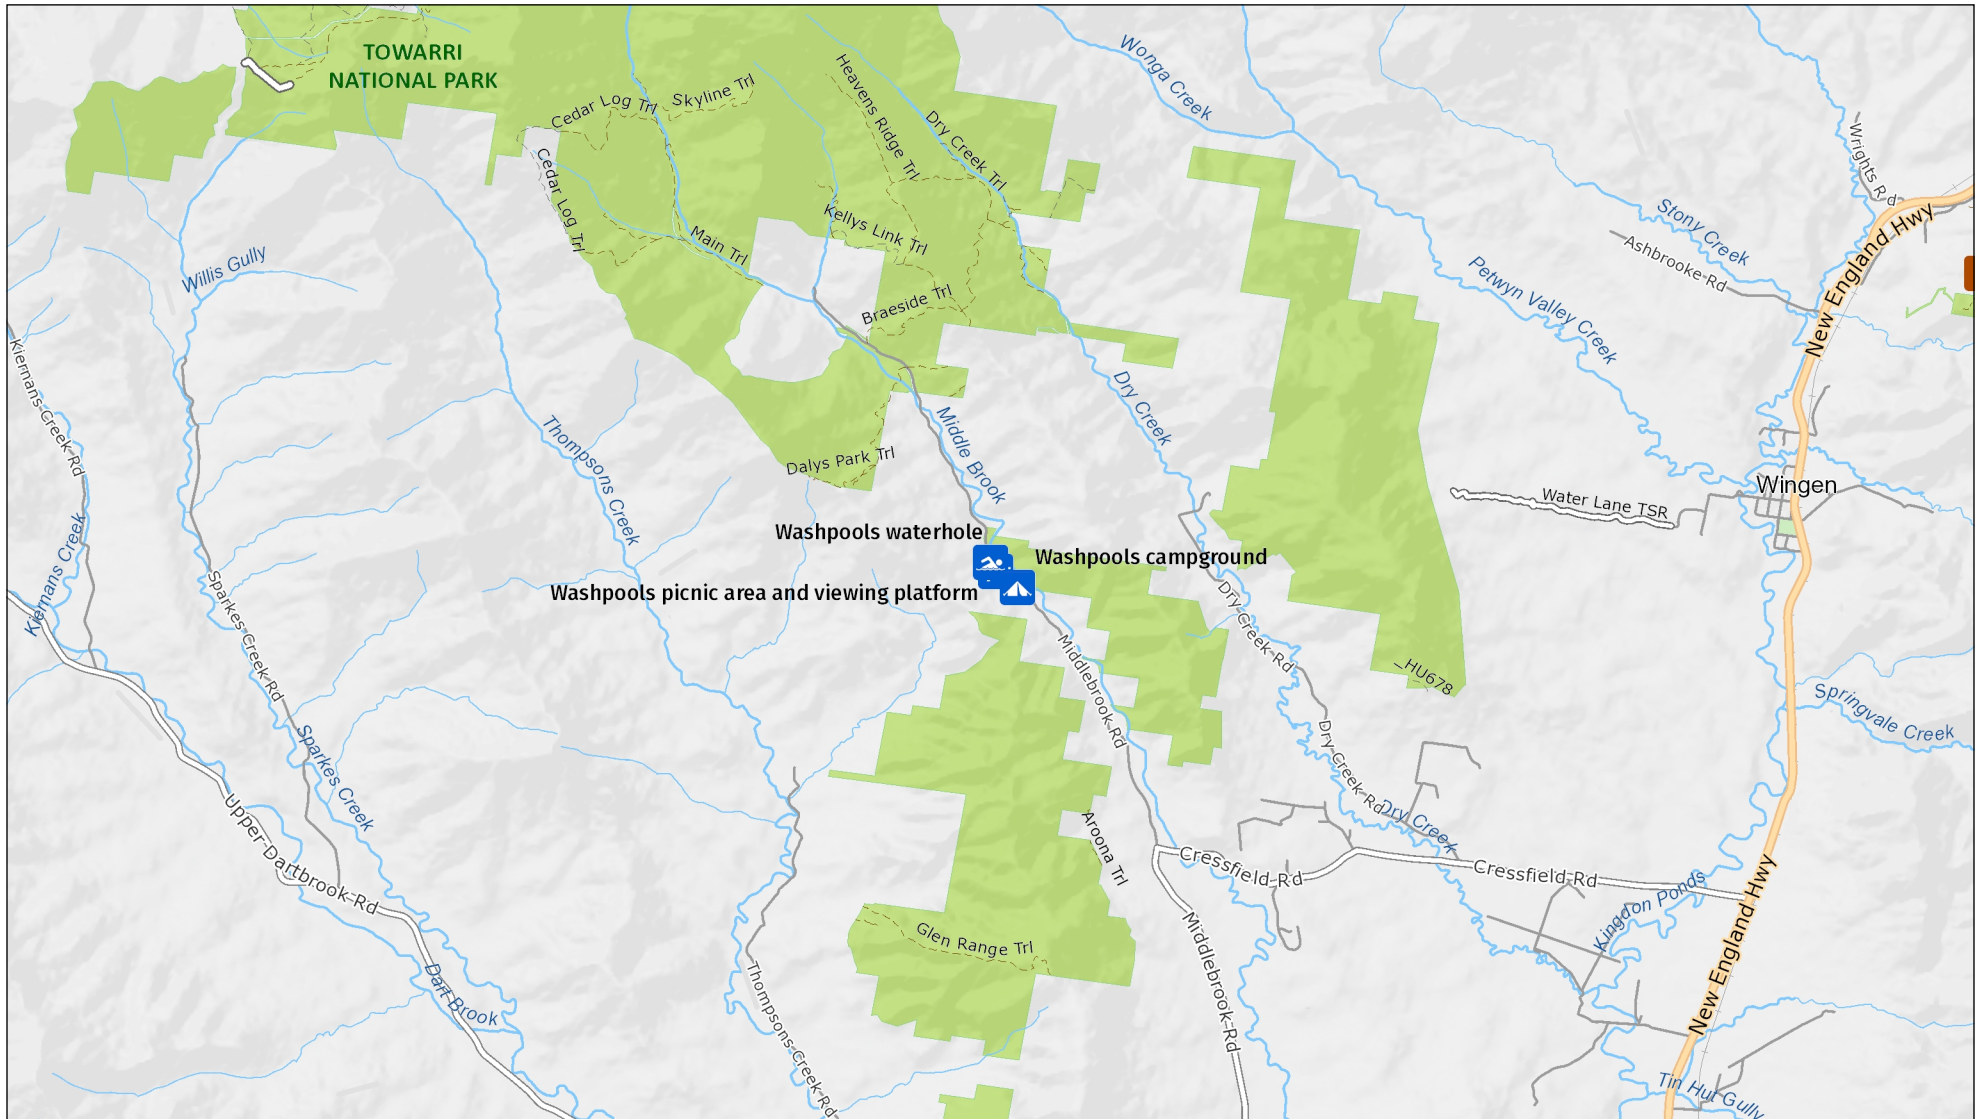 TOWARRI
NATIONAL PARK
Wonga Creek
Cedar Log Trl
Skyline Trl
Heavens Ridge Trl
Dry Creek Trl
Wrights Rd
Cedar Log Trl
Kellys Link Trl
Main Trl
Stony Creek
Ashbrooke Rd
New England Hwy
Willis Gully
Petwyn Valley Creek
Braeside Trl
Kiernans Creek Rd
Dry Creek
Thompsons Creek
Middle Brook
Dalys Park Trl
Wingen
Water Lane TSR
Washpools waterhole
Washpools campground
Washpools picnic area and viewing platform
Kiernans Creek
Sparkes Creek Rd
Dry Creek Rd
Middlebrook Rd
_HU678
Springvale Creek
Sparkes Creek
Dry Creek Rd
Dry Creek
Upper Dartbrook Rd
Aroona Trl
Cressfield Rd
Cressfield Rd
Kingdon Ponds
New England Hwy
Glen Range Trl
Middlebrook Rd
Dart Brook
Thompsons Creek Rd
Tin Hut Gully